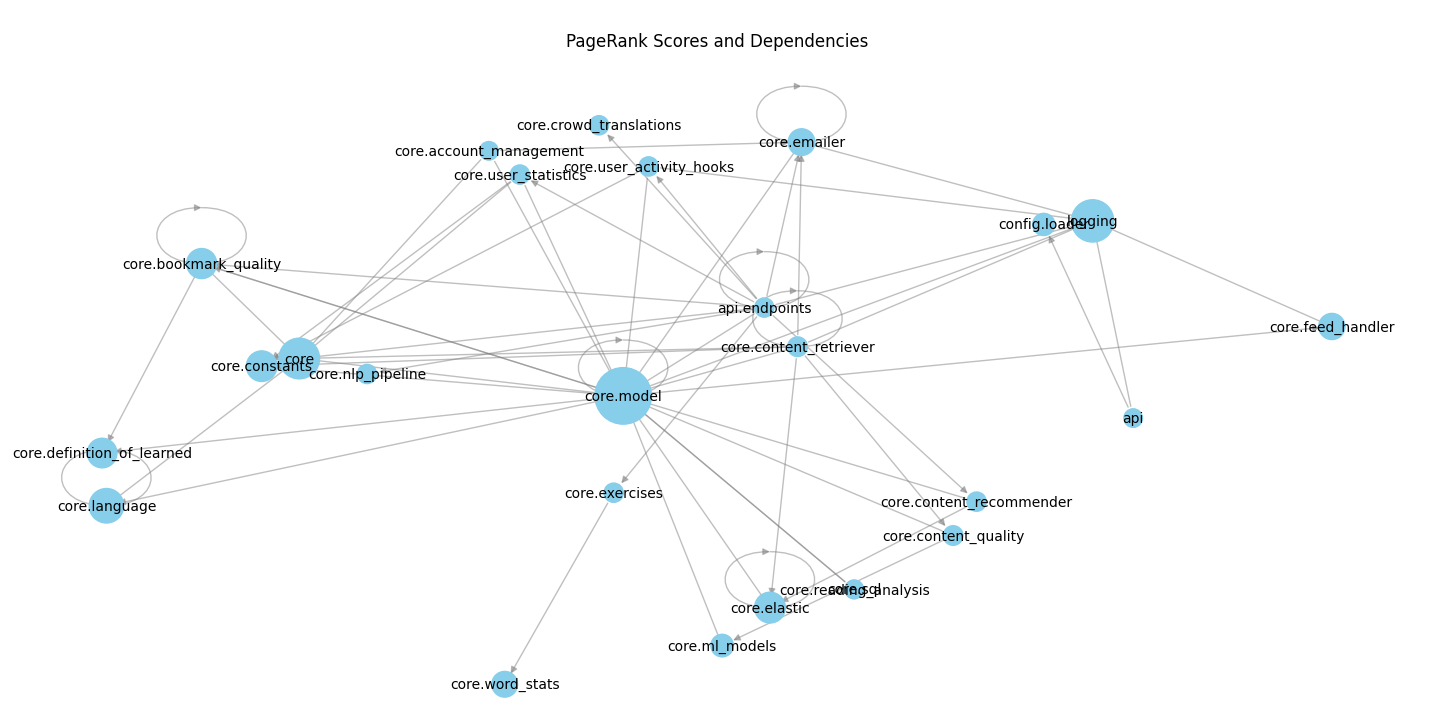 PageRank Scores and Dependencies
core.crowd_translations
core.emailer
core.account_management
core.user_activity_hooks
core.user_statistics
logging
config.loader
core.bookmark_quality
api.endpoints
core.feed_handler
core.content_retriever
core
core.constants
core.nlp_pipeline
core.model
api
core.definition_of_learned
core.exercises
core.content_recommender
core.language
core.content_quality
core.reading_analysis
core.sql
core.elastic
core.ml_models
core.word_stats